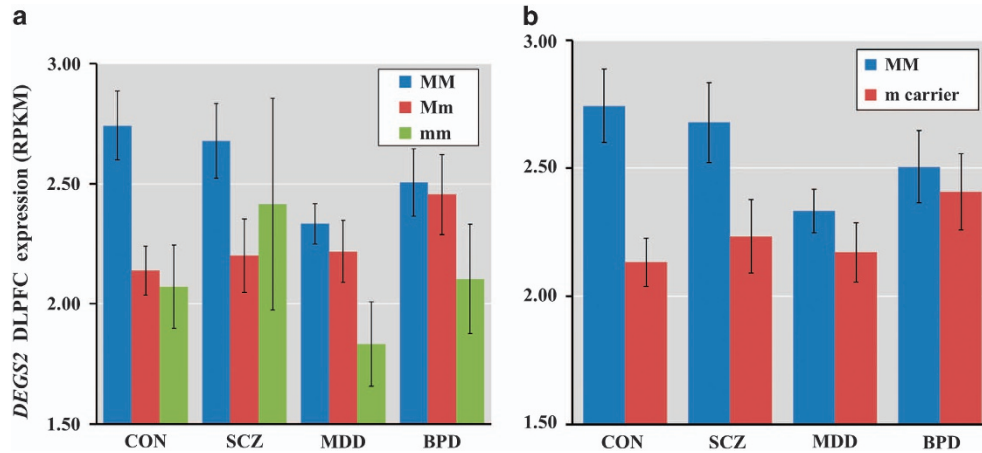 a
DEGS2 DLPFC expression (RPKM)
3.00
2.50
2.00
1.50
MM
Mm
mm
CON SCZ MDD BPD
b
3.00
2.50
2.00
1.50
MM
m carrier
CON SCZ MDD BPD